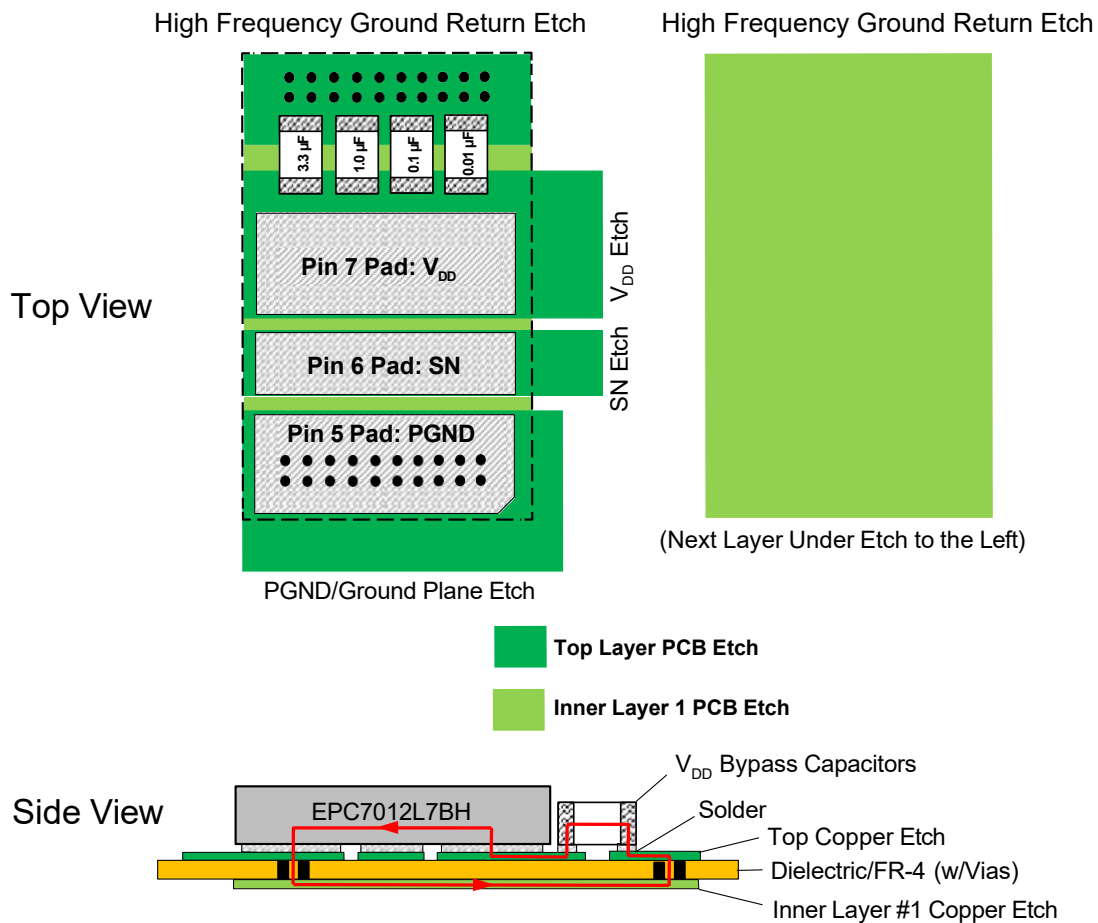 High Frequency Ground Return Etch
High Frequency Ground Return Etch
3.3 µF
1.0 µF
0.1 µF
0.01 µF
Pin 7 Pad: VDD
VDD Etch
Top View
Pin 6 Pad: SN
SN Etch
Pin 5 Pad: PGND
(Next Layer Under Etch to the Left)
PGND/Ground Plane Etch
Top Layer PCB Etch
Inner Layer 1 PCB Etch
Side View
EPC7012L7BH
VDD Bypass Capacitors
Solder
Top Copper Etch
Dielectric/FR-4 (w/Vias)
Inner Layer #1 Copper Etch